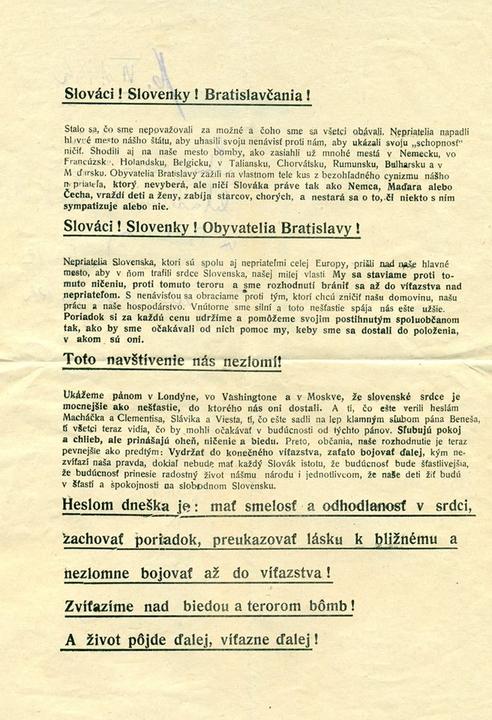 Slováci! Slovenky! Bratislavčania!
Stalo sa, čo sme nepovažovali za možné a čoho sme sa všetci obávali. Nepriatelia napadli
hlavné mesto nášho štátu, aby uhasili svoju nenávisť proti nám, aby ukázali svoju „schopnosť"
ničiť. Shodili aj na naše mesto bomby, ako zasiahli už mnohé mestá v Nemecku, vo
Francúzsk., Holandsku, Belgicku, v Taliansku, Chorvátsku, Rumunsku, Bulharsku a v
M ďarsku. Obyvatelia Bratislavy zažili na vlastnom tele kus z bezohľadného cynizmu nášho
nepriateľa, ktorý nevyberá, ale ničí Slováka práve tak ako Nemca, Maďara alebo
Čecha, vraždí deti a ženy, zabíja starcov, chorých, a nestará sa o to, či niekto s ním
sympatizuje alebo nie.
Slováci! Slovenky! Obyvatelia Bratislavy!
Nepriatelia Slovenska, ktorí sú spolu aj nepriateľmi celej Europy, prišli nad naše hlavné
mesto, aby v ňom trafili srdce Slovenska, našej milej vlasti My sa staviame proti to-
muto ničeniu, proti tomuto teroru a sme rozhodnutí brániť sa až do víťazstva nad
nepriateľom. S nenávisťou sa obraciame proti tým, ktorí chcú zničiť našu domovinu, našu
prácu a naše hospodárstvo. Vnútorne sme silní a toto nešťastie spája nás ešte užšie.
Poriadok si za každú cenu udržíme a pomôžeme svojim postihnutým spoluobčanom
tak, ako by sme očakávali od nich pomoc my, keby sme sa dostali do položenia,
v akom sú oni.
Toto navštívenie nás nezlomí!
Ukážeme pánom v Londýne, vo Vashingtone a v Moskve, že slovenské srdce je
mocnejšie ako nešťastie, do ktorého nás oni dostali. A tí, čo ešte verili heslám
Macháčka a Clementisa, Slávika a Viesta, tí, čo ešte sadli na lep klamným sľubom pána Beneša,
tí všetci teraz vidia, čo by mohli očakávať v budúcnosti od týchto pánov. Sľubujú pokoj
a chlieb, ale prinášajú oheň, ničenie a biedu. Preto, občania, naše rozhodnutie je teraz
pevnejšie ako predtým: Vydržať do konečného víťazstva, zaťato bojovať ďalej, kým ne-
zvíťazí naša pravda, dokiaľ nebude mať každý Slovák istotu, že budúcnosť bude šťastlivejšia,
že budúcnosť prinesie radostný život nášmu národu i jednotlivcom, že naše deti žiť budú
v šťastí a spokojnosti na slobodnom Slovensku.
Heslom dneška je: mať smelosť a odhodlanosť v srdci,
zachovať poriadok, preukazovať lásku k bližnému a
nezlomne bojovať až do víťazstva!
Zvíťazíme nad biedou a terorom bômb!
A život pôjde ďalej, víťazne ďalej!